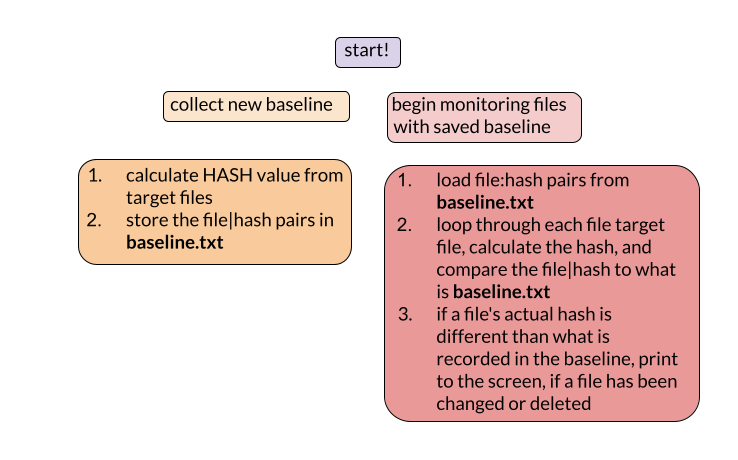 start!
collect new baseline
begin monitoring files
with saved baseline
1. calculate HASH value from
target files
2. store the file|hash pairs in
baseline.txt
1. load file:hash pairs from
baseline.txt
2. loop through each file target
file, calculate the hash, and
compare the file|hash to what
is baseline.txt
3. if a file's actual hash is
different than what is
recorded in the baseline, print
to the screen, if a file has been
changed or deleted